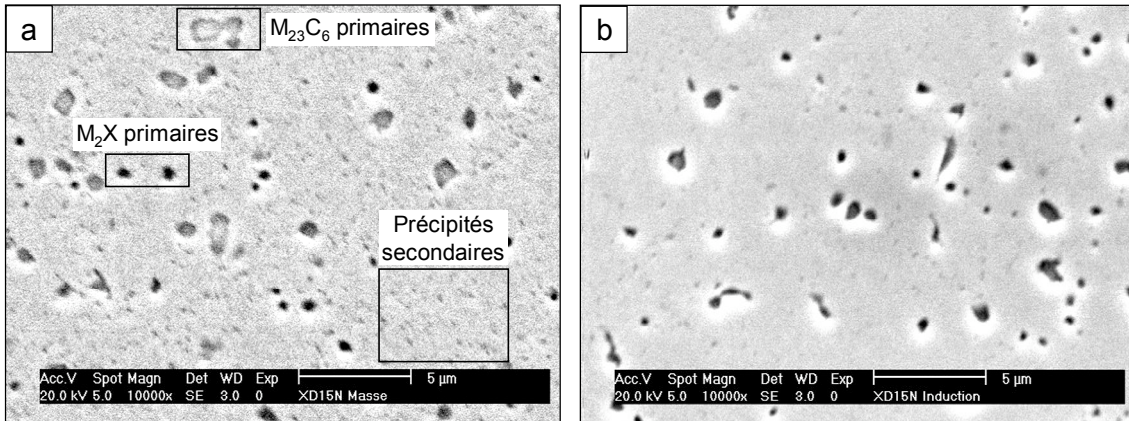 a
M₂₃C₆ primaires
M₂X primaires
Précipités
secondaires
Acc.V Spot Magn Det WD Exp 5 µm
20.0 kV 5.0 10000x SE 3.0 0 XD15N Masse
b
Acc.V Spot Magn Det WD Exp 5 µm
20.0 kV 5.0 10000x SE 3.0 0 XD15N Induction